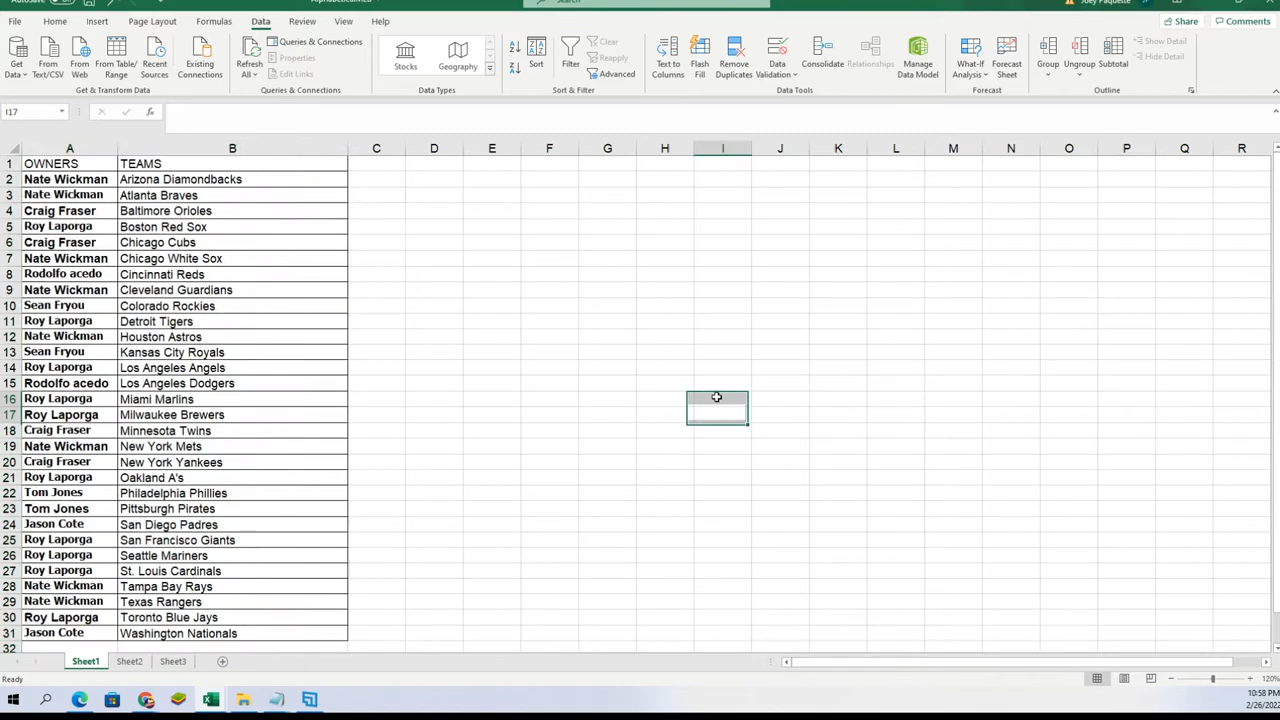 Search
File Home Insert Page Layout Formulas Data Review View Help Share Comments
Get Data From Text/CSV From Web From Table/ Range Recent Sources Existing Connections Refresh All Queries & Connections Properties Edit Links Stocks Geography Sort Filter Clear Reapply Advanced Text to Columns Flash Fill Remove Duplicates Data Validation Consolidate Relationships Manage Data Model What-If Analysis Forecast Sheet Group Ungroup Subtotal Show Detail Hide Detail
Get & Transform Data Queries & Connections Data Types Sort & Filter Data Tools Forecast Outline
I17 fx
A B C D E F G H I J K L M N O P Q R
1 OWNERS TEAMS
2 Nate Wickman Arizona Diamondbacks
3 Nate Wickman Atlanta Braves
4 Craig Fraser Baltimore Orioles
5 Roy Laporga Boston Red Sox
6 Craig Fraser Chicago Cubs
7 Nate Wickman Chicago White Sox
8 Rodolfo acedo Cincinnati Reds
9 Nate Wickman Cleveland Guardians
10 Sean Fryou Colorado Rockies
11 Roy Laporga Detroit Tigers
12 Nate Wickman Houston Astros
13 Sean Fryou Kansas City Royals
14 Roy Laporga Los Angeles Angels
15 Rodolfo acedo Los Angeles Dodgers
16 Roy Laporga Miami Marlins
17 Roy Laporga Milwaukee Brewers
18 Craig Fraser Minnesota Twins
19 Nate Wickman New York Mets
20 Craig Fraser New York Yankees
21 Roy Laporga Oakland A's
22 Tom Jones Philadelphia Phillies
23 Tom Jones Pittsburgh Pirates
24 Jason Cote San Diego Padres
25 Roy Laporga San Francisco Giants
26 Roy Laporga Seattle Mariners
27 Roy Laporga St. Louis Cardinals
28 Nate Wickman Tampa Bay Rays
29 Nate Wickman Texas Rangers
30 Roy Laporga Toronto Blue Jays
31 Jason Cote Washington Nationals
32
Sheet1 Sheet2 Sheet3
Ready 120%
10:58 PM